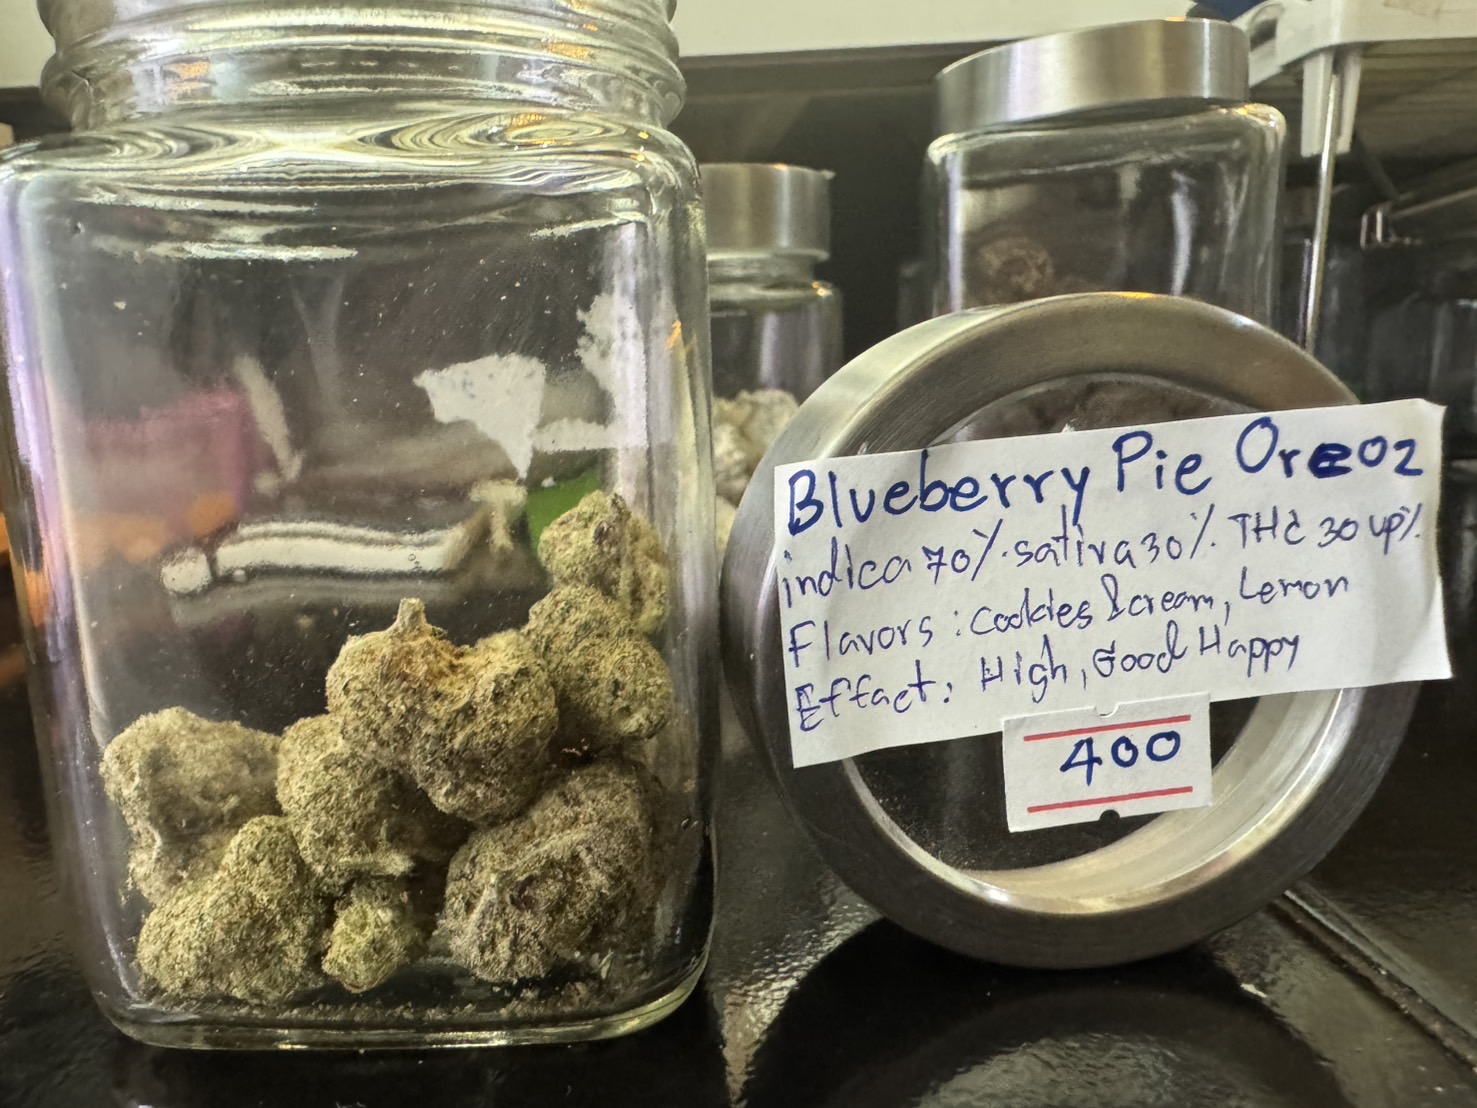 Blueberry Pie Oreoz
indica 70%. sativa 30%. THC 30 up%.
Flavors : Cookies & cream, Lemon
Effact : High, Good Happy
400